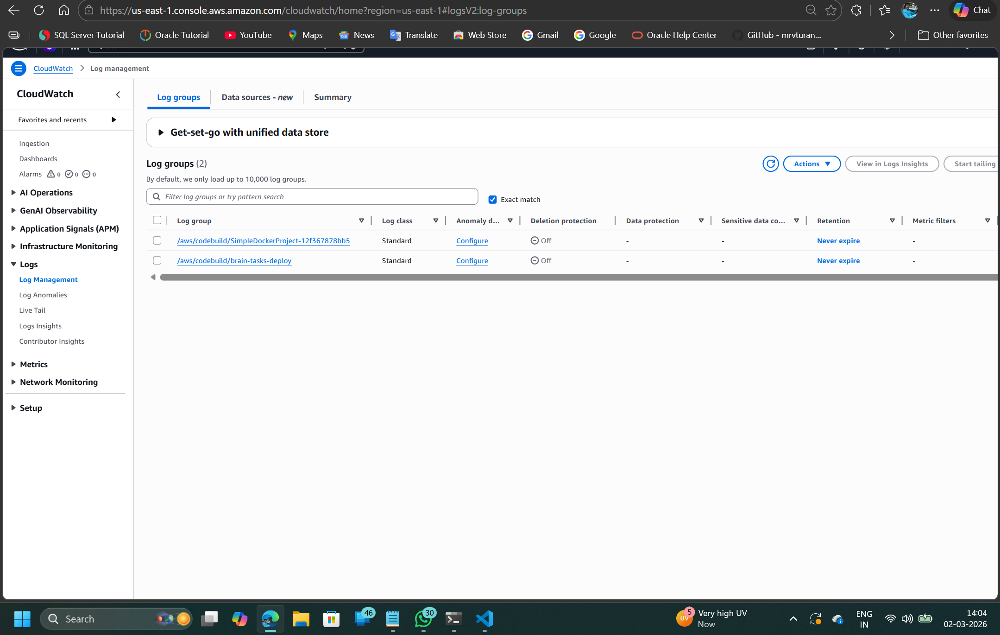 https://us-east-1.console.aws.amazon.com/cloudwatch/home?region=us-east-1#logsV2:log-groups
Chat
SQL Server Tutorial
Oracle Tutorial
YouTube
Maps
News
Translate
Web Store
Gmail
Google
Oracle Help Center
GitHub - mrvturan...
Other favorites
CloudWatch
Log management
CloudWatch
Favorites and recents
Ingestion
Dashboards
Alarms 0 0 0
AI Operations
GenAI Observability
Application Signals (APM)
Infrastructure Monitoring
Logs
Log Management
Log Anomalies
Live Tail
Logs Insights
Contributor Insights
Metrics
Network Monitoring
Setup
Log groups
Data sources - new
Summary
Get-set-go with unified data store
Log groups (2)
By default, we only load up to 10,000 log groups.
Actions
View in Logs Insights
Start tailing
Filter log groups or try pattern search
Exact match
Log group Log class Anomaly d... Deletion protection Data protection Sensitive data co... Retention Metric filters
/aws/codebuild/SimpleDockerProject-12f367878bb5 Standard Configure Off - - Never expire -
/aws/codebuild/brain-tasks-deploy Standard Configure Off - - Never expire -
Search
46
30
UV
5
Very high UV
Now
ENG
IN
14:04
02-03-2026